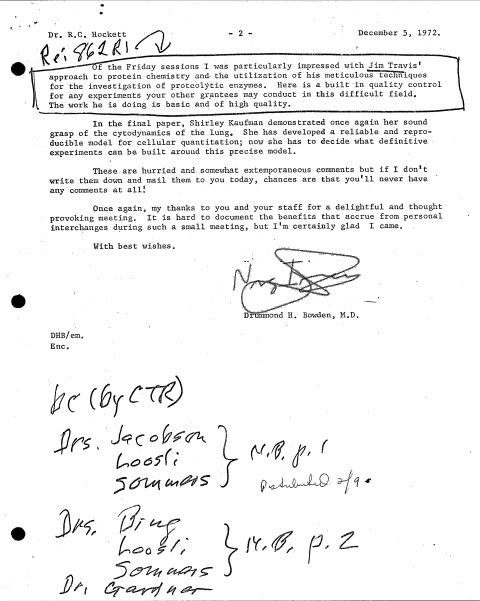 Dr. R.C. Hockett - 2 - December 5, 1972.
Re: 862R1
Of the Friday sessions I was particularly impressed with Jim Travis'
approach to protein chemistry and the utilization of his meticulous techniques
for the investigation of proteolytic enzymes. Here is a built in quality control
for any experiments your other grantees may conduct in this difficult field.
The work he is doing is basic and of high quality.
In the final paper, Shirley Kaufman demonstrated once again her sound
grasp of the cytodynamics of the lung. She has developed a reliable and repro-
ducible model for cellular quantitation; now she has to decide what definitive
experiments can be built around this precise model.
These are hurried and somewhat extemporaneous comments but if I don't
write them down and mail them to you today, chances are that you'll never have
any comments at all!
Once again, my thanks to you and your staff for a delightful and thought
provoking meeting. It is hard to document the benefits that accrue from personal
interchanges during such a small meeting, but I'm certainly glad I came.
With best wishes.
Drummond H. Bowden, M.D.
DHB/em.
Enc.
bc (by CTR)
Drs. Jacobson
Loosli
Sommers
N.B. p. 1
Distributed 2/9
Drs. Bing
Loosli
Sommers
N.B. p. 2
Dr. Gardner